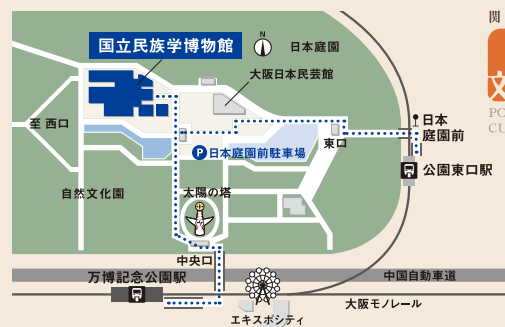 関
国立民族学博物館
N
日本庭園
大阪日本民芸館
文
PO
CU
至 西口
日本
庭園前
東口
P 日本庭園前駐車場
公園東口駅
自然文化園
太陽の塔
中央口
万博記念公園駅
中国自動車道
大阪モノレール
エキスポシティ